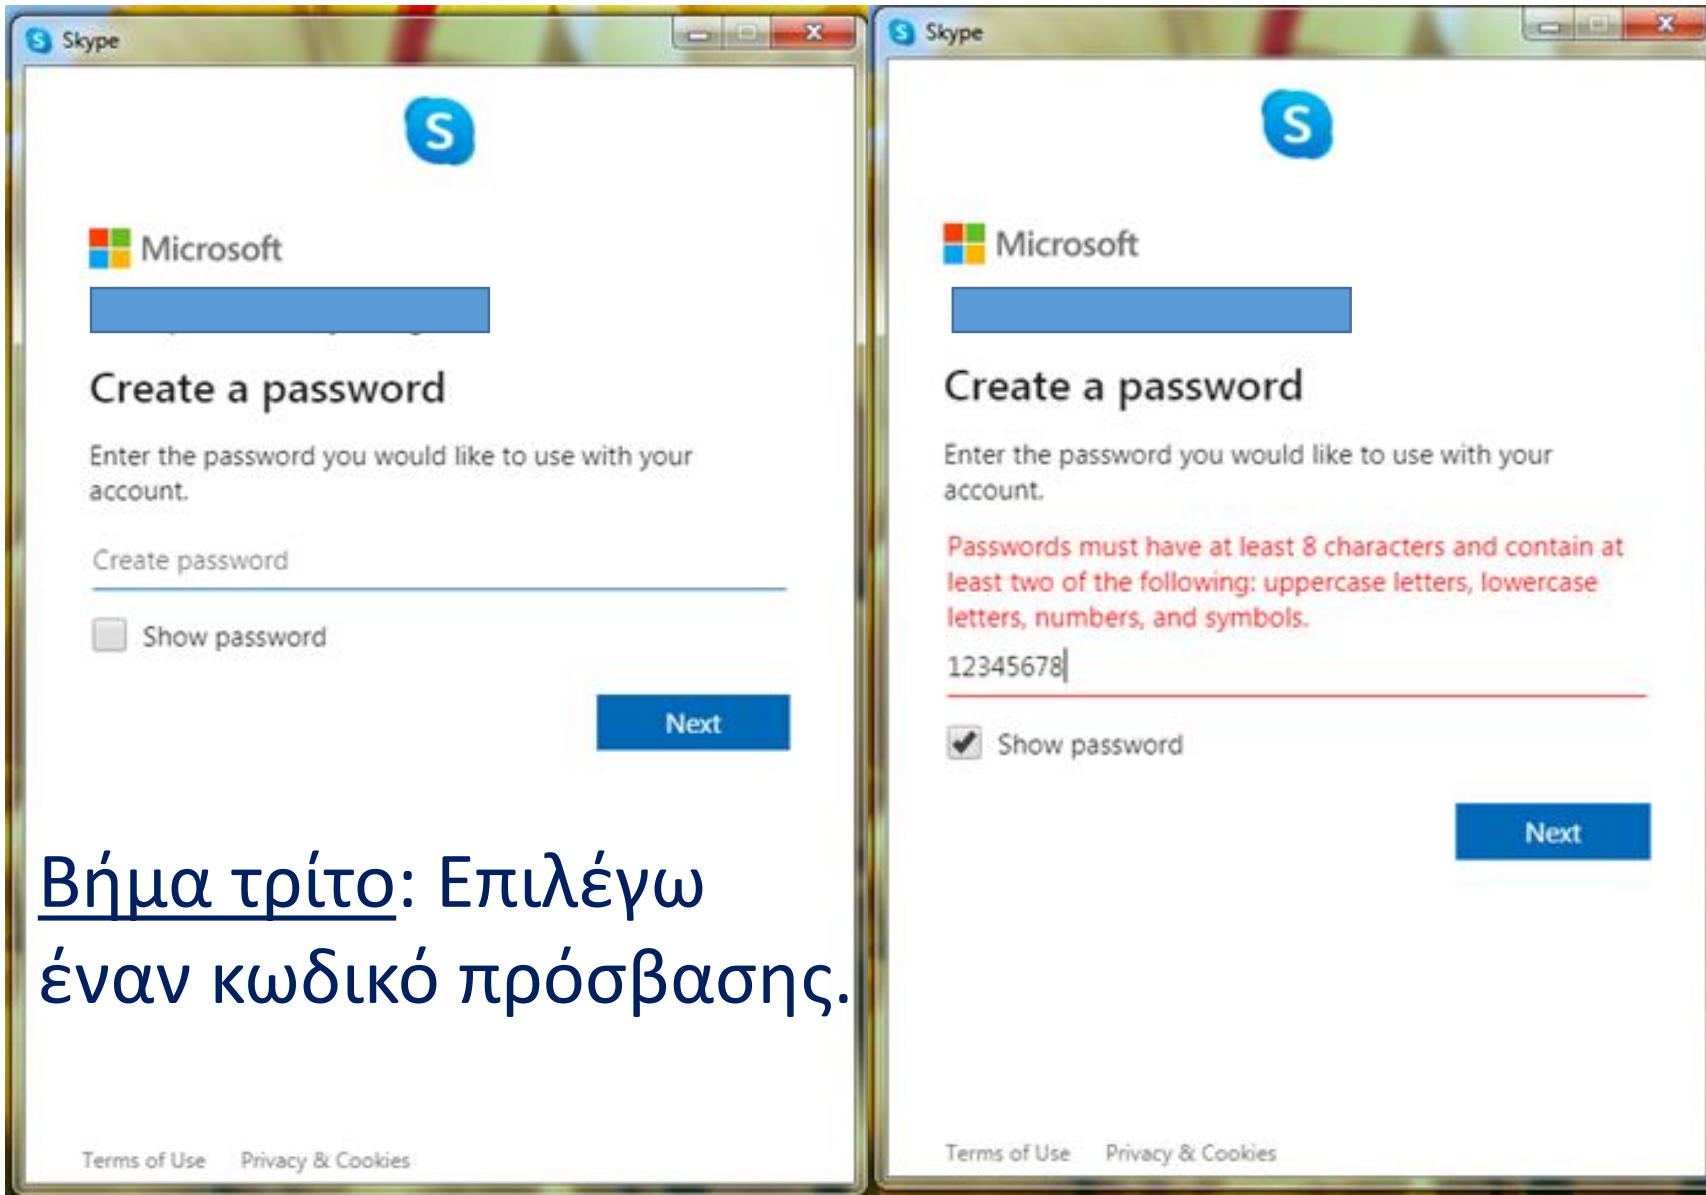 Skype
S
Microsoft
Create a password
Enter the password you would like to use with your
account.
Create password
Show password
Next
Βήμα τρίτο: Επιλέγω
έναν κωδικό πρόσβασης.
Terms of Use Privacy & Cookies
Skype
S
Microsoft
Create a password
Enter the password you would like to use with your
account.
Passwords must have at least 8 characters and contain at
least two of the following: uppercase letters, lowercase
letters, numbers, and symbols.
12345678
Show password
Next
Terms of Use Privacy & Cookies